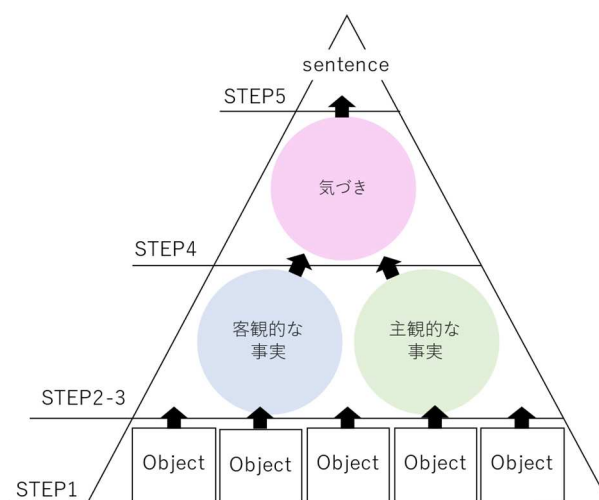 sentence
STEP5
気づき
STEP4
客観的な
事実
主観的な
事実
STEP2-3
Object
Object
Object
Object
Object
STEP1